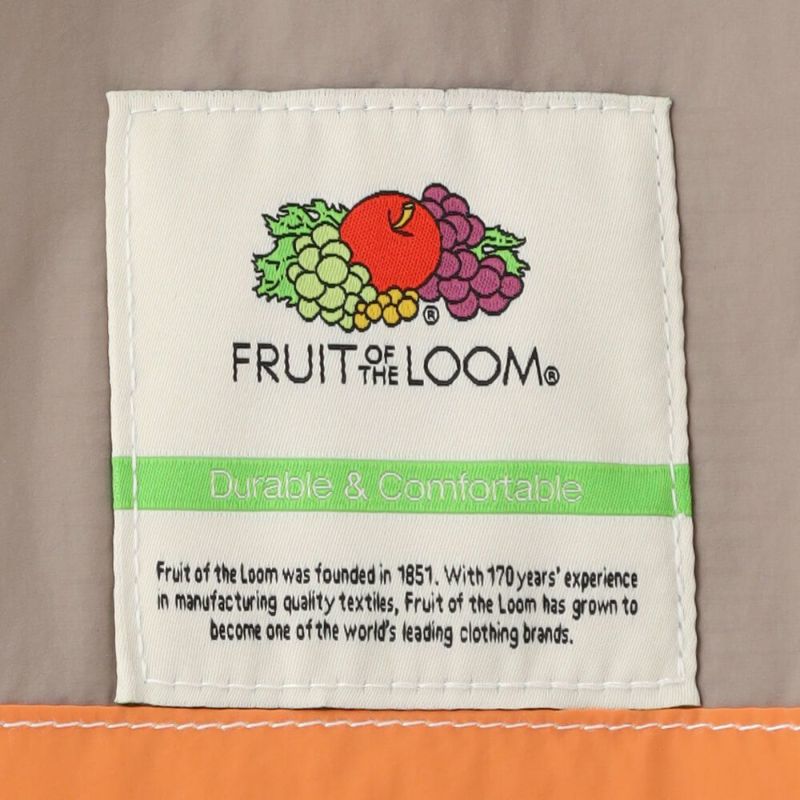 ®
FRUIT OF THE LOOM®
Durable & Comfortable
Fruit of the Loom was founded in 1851. With 170 years' experience
in manufacturing quality textiles, Fruit of the Loom has grown to
become one of the world's leading clothing brands.